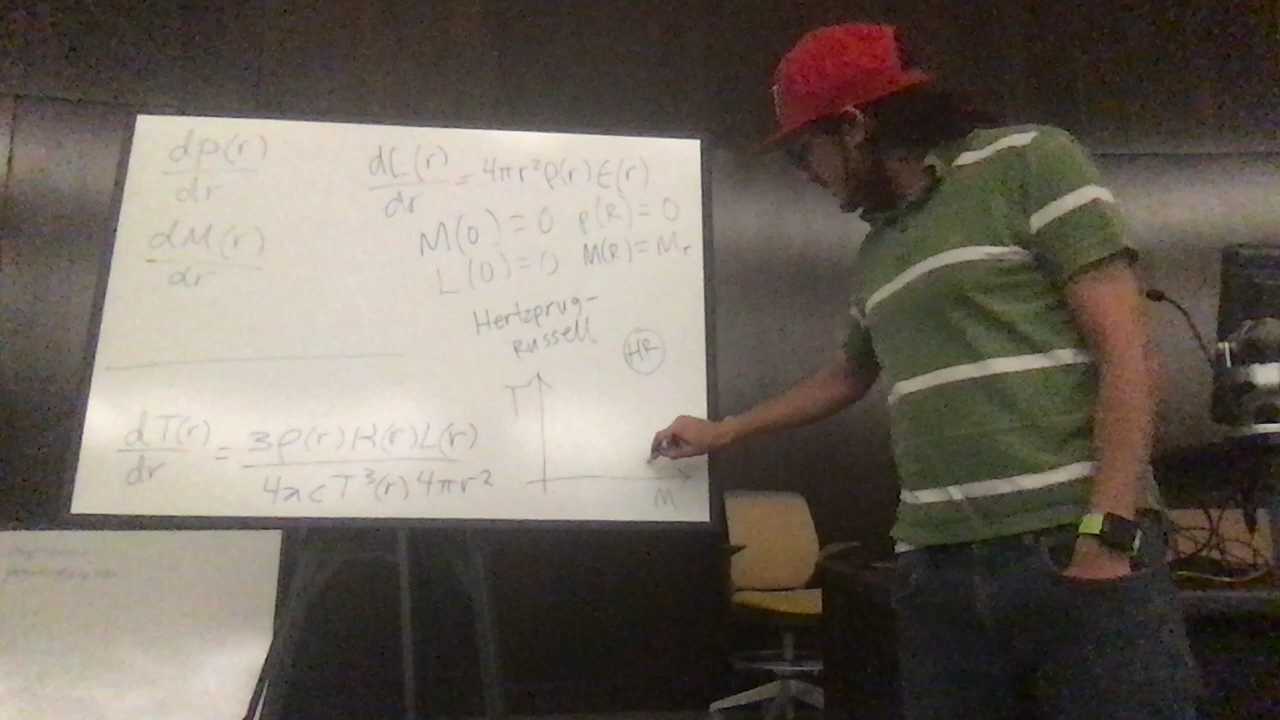 dp(r)
dr
dM(r)
dr
dL(r)/dr = 4πr²ρ(r)ε(r)
M(0) = 0 p(R) = 0
L(0) = 0 M(R) = Mr
Hertzprug-
Russell
HR
T
M
dT(r)/dr = 3ρ(r)K(r)L(r)/4acT³(r)4πr²